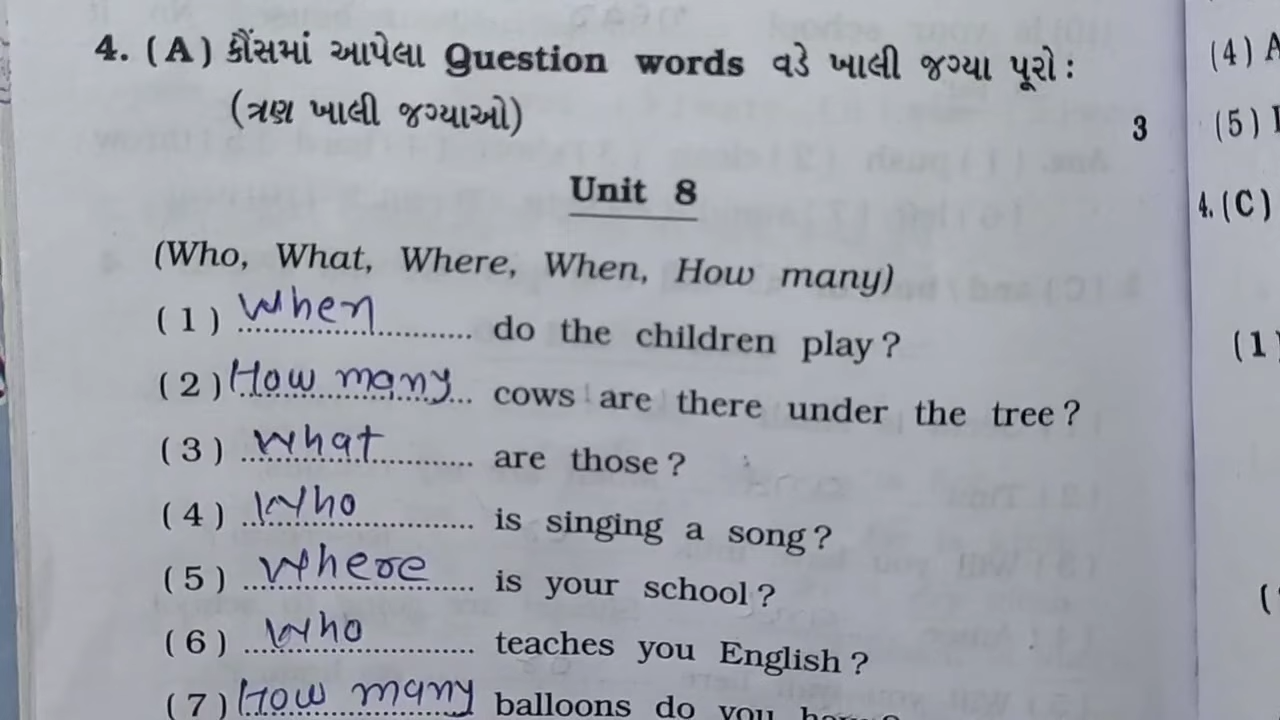 4. (A) કૌંસમાં આપેલા Question words વડે ખાલી જગ્યા પૂરો :
(ત્રણ ખાલી જગ્યાઓ) 3
Unit 8
(Who, What, Where, When, How many)
(1) When do the children play?
(2) How many cows are there under the tree?
(3) What are those?
(4) Who is singing a song?
(5) Where is your school?
(6) Who teaches you English?
(7) How many balloons do you
(4) A
(5)
4. (C)
(1
(